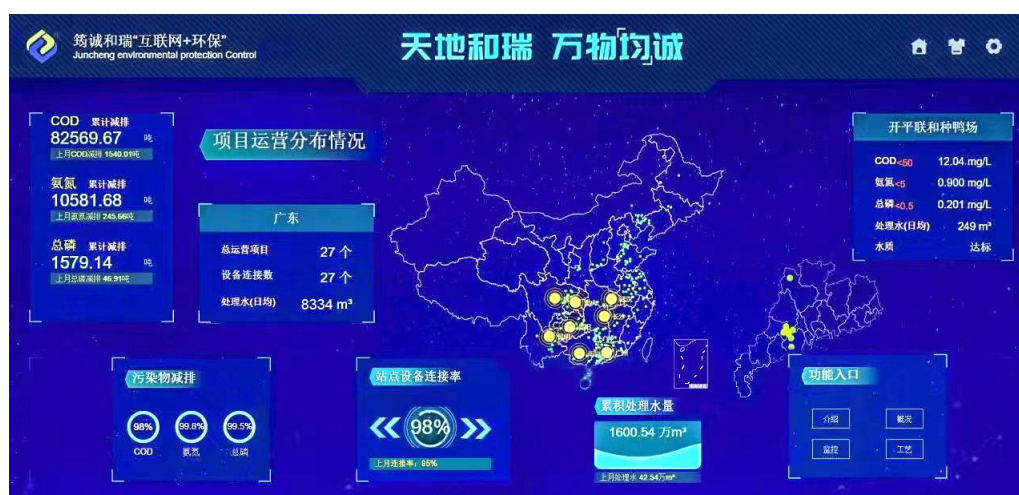 筠诚和瑞“互联网+环保”
Juncheng environmental protection Control
天地和瑞 万物均诚
COD 累计减排
82569.67 吨
上月COD减排 1540.01吨
氨氮 累计减排
10581.68 吨
上月氨氮减排 245.66吨
总磷 累计减排
1579.14 吨
上月总磷减排 46.91吨
项目运营分布情况
广东
总运营项目 27 个
设备连接数 27 个
处理水(日均) 8334 m³
开平联和种鸭场
COD<50 12.04 mg/L
氨氮<5 0.900 mg/L
总磷<0.5 0.201 mg/L
处理水(日均) 249 m³
水质 达标
污染物减排
98% 99.8% 99.5%
COD 氨氮 总磷
站点设备连接率
98%
上月连接率：95%
累积处理水量
1600.54 万m³
上月处理水 42.54万m³
功能入口
介绍 概况
监控 工艺